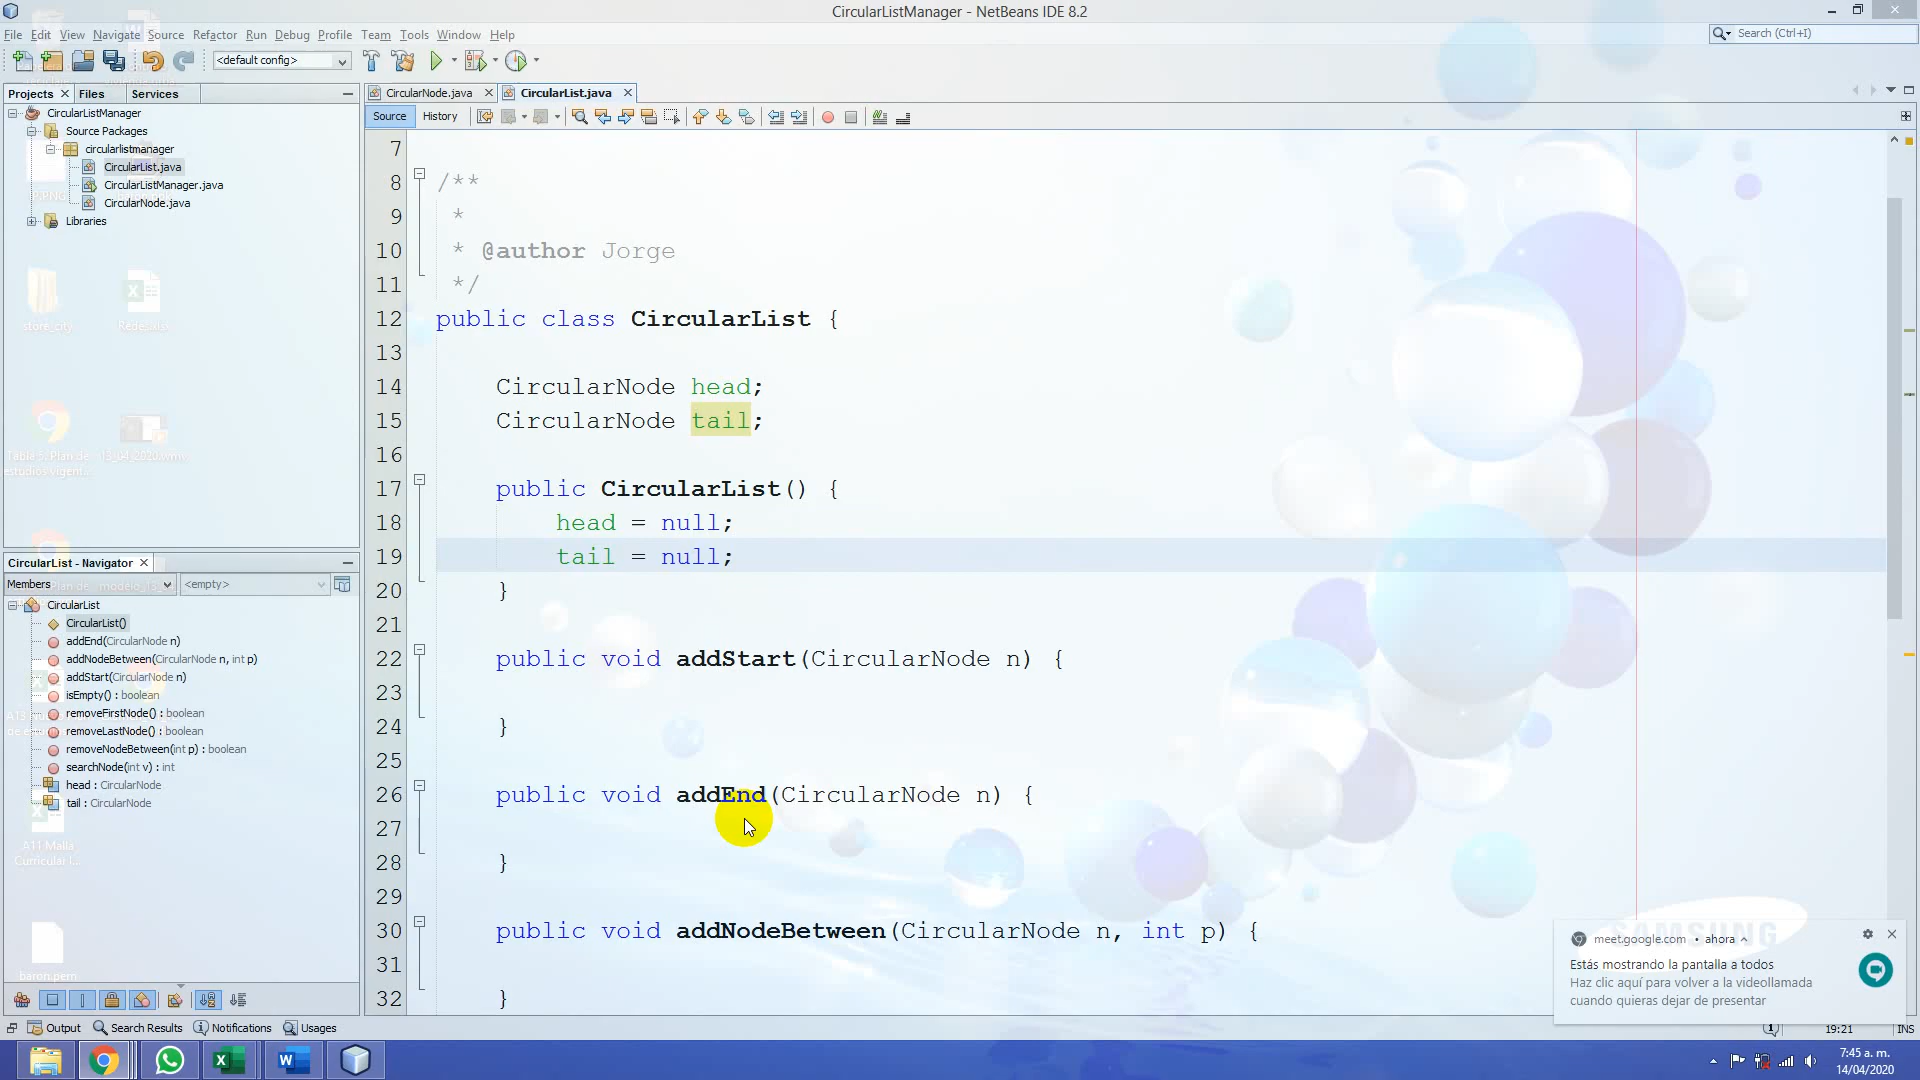 CircularListManager - NetBeans IDE 8.2
File Edit View Navigate Source Refactor Run Debug Profile Team Tools Window Help
Search (Ctrl+I)
<default config>
Projects Files Services
CircularListManager
Source Packages
circularlistmanager
CircularList.java
CircularListManager.java
CircularNode.java
Libraries
store_city
Redes.xlsx
Tabla 5. Plan de estudios vigent...
CircularList - Navigator
Members <empty>
CircularList
CircularList()
addEnd(CircularNode n)
addNodeBetween(CircularNode n, int p)
addStart(CircularNode n)
isEmpty() : boolean
removeFirstNode() : boolean
removeLastNode() : boolean
removeNodeBetween(int p) : boolean
searchNode(int v) : int
head : CircularNode
tail : CircularNode
A11 Malla
Curricular I...
baron.pern
CircularNode.java CircularList.java
Source History
7
8 /**
9 *
10 * @author Jorge
11 */
12 public class CircularList {
13
14 CircularNode head;
15 CircularNode tail;
16
17 public CircularList() {
18 head = null;
19 tail = null;
20 }
21
22 public void addStart(CircularNode n) {
23
24 }
25
26 public void addEnd(CircularNode n) {
27
28 }
29
30 public void addNodeBetween(CircularNode n, int p) {
31
32 }
SAMSUNG
meet.google.com • ahora
Estás mostrando la pantalla a todos
Haz clic aquí para volver a la videollamada
cuando quieras dejar de presentar
Output Search Results Notifications Usages
19:21 INS
7:45 a. m.
14/04/2020